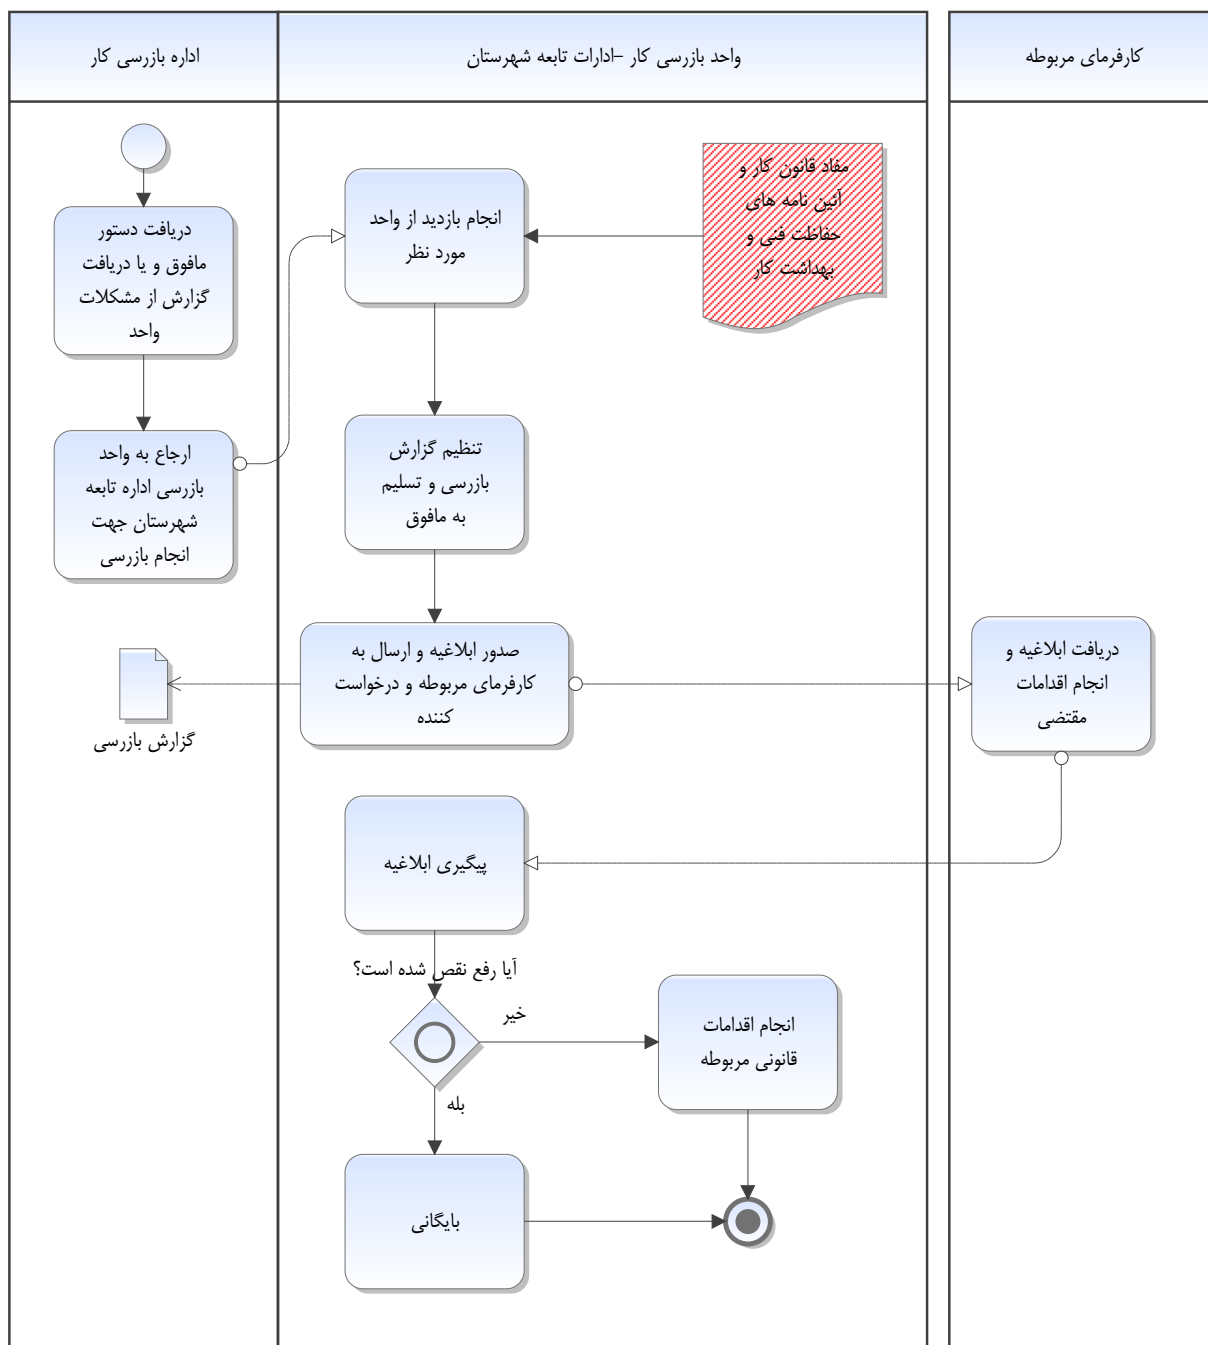 اداره بازرسی کار
واحد بازرسی کار –ادارات تابعه شهرستان
کارفرمای مربوطه
دریافت دستور
مافوق و یا دریافت
گزارش از مشکلات
واحد
ارجاع به واحد
بازرسی اداره تابعه
شهرستان جهت
انجام بازرسی
گزارش بازرسی
انجام بازدید از واحد
مورد نظر
مفاد قانون کار و
آئین نامه های
حفاظت فنی و
بهداشت کار
تنظیم گزارش
بازرسی و تسلیم
به مافوق
صدور ابلاغیه و ارسال به
کارفرمای مربوطه و درخواست
کننده
دریافت ابلاغیه و
انجام اقدامات
مقتضی
پیگیری ابلاغیه
آیا رفع نقص شده است؟
خیر
انجام اقدامات
قانونی مربوطه
بله
بایگانی